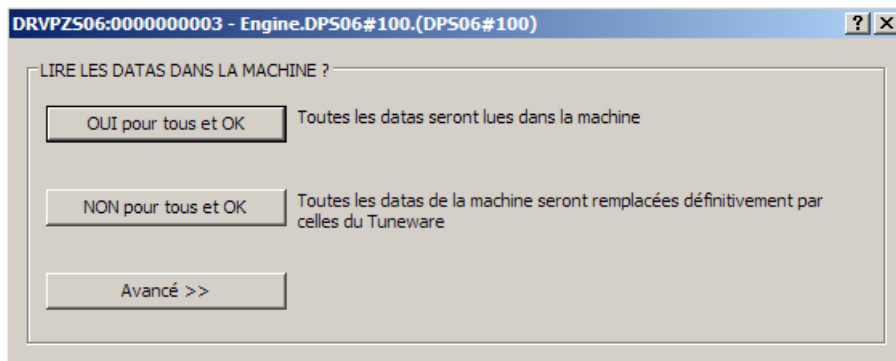 DRVPZS06:0000000003 - Engine.DPS06#100.(DPS06#100)
LIRE LES DATAS DANS LA MACHINE ?
OUI pour tous et OK
Toutes les datas seront lues dans la machine
NON pour tous et OK
Toutes les datas de la machine seront remplacées définitivement par
celles du Tuneware
Avancé >>